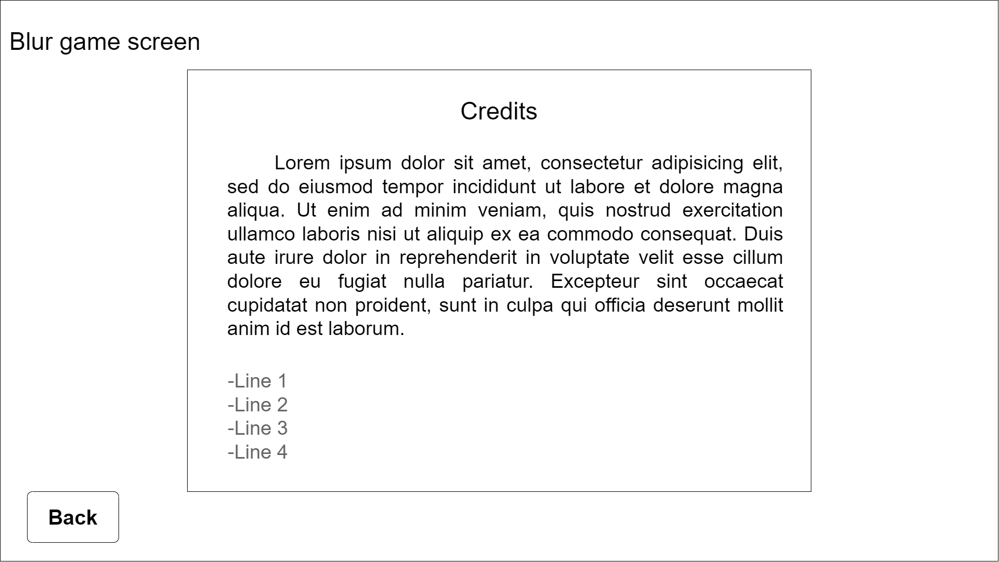 Blur game screen
Credits
Lorem ipsum dolor sit amet, consectetur adipisicing elit,
sed do eiusmod tempor incididunt ut labore et dolore magna
aliqua. Ut enim ad minim veniam, quis nostrud exercitation
ullamco laboris nisi ut aliquip ex ea commodo consequat. Duis
aute irure dolor in reprehenderit in voluptate velit esse cillum
dolore eu fugiat nulla pariatur. Excepteur sint occaecat
cupidatat non proident, sunt in culpa qui officia deserunt mollit
anim id est laborum.
-Line 1
-Line 2
-Line 3
-Line 4
Back